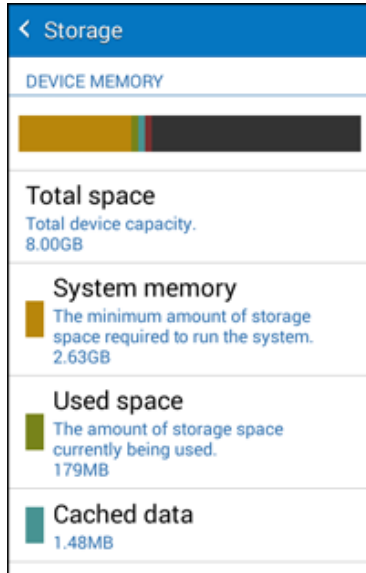 Storage
DEVICE MEMORY
Total space
Total device capacity.
8.00GB
System memory
The minimum amount of storage
space required to run the system.
2.63GB
Used space
The amount of storage space
currently being used.
179MB
Cached data
1.48MB